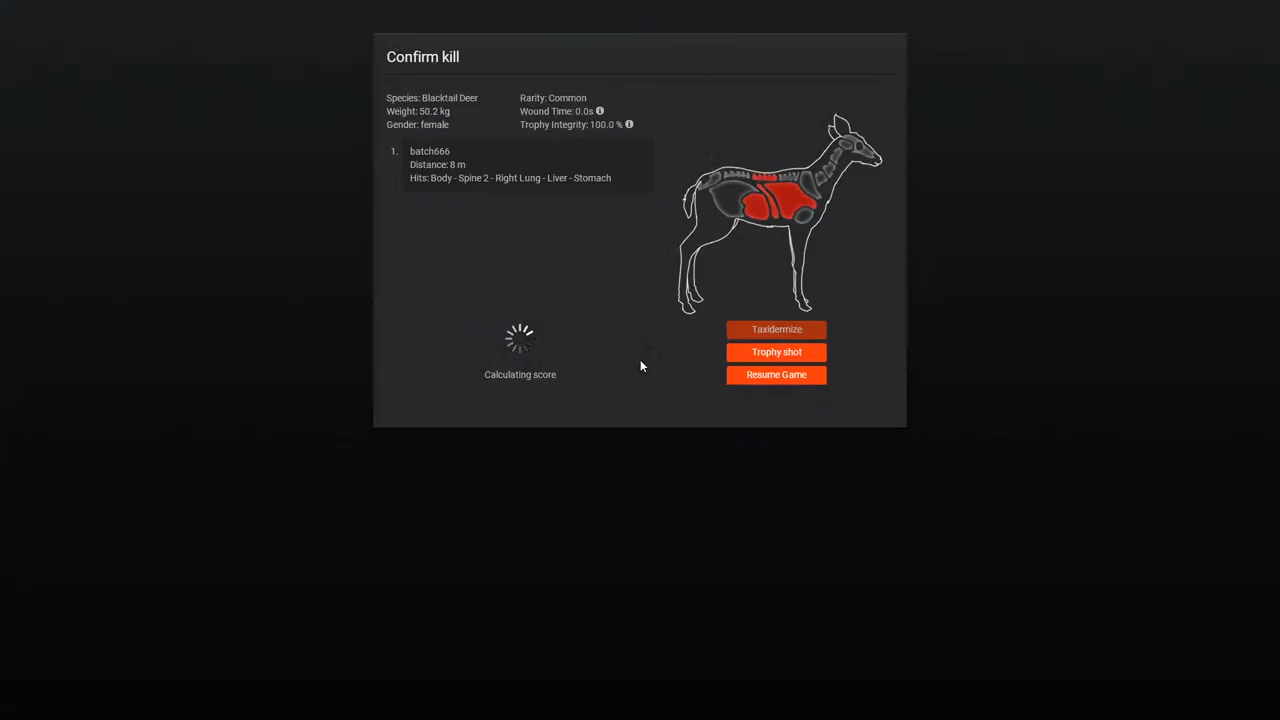 Confirm kill
Species: Blacktail Deer
Rarity: Common
Weight: 50.2 kg
Wound Time: 0.0s
Gender: female
Trophy Integrity: 100.0 %
1. batch666
Distance: 8 m
Hits: Body - Spine 2 - Right Lung - Liver - Stomach
Taxidermize
Trophy shot
Calculating score
Resume Game